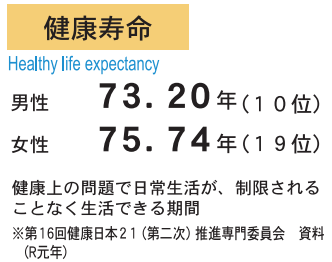 健康寿命
Healthy life expectancy
男性 73.20年(10位)
女性 75.74年(19位)
健康上の問題で日常生活が、制限される
ことなく生活できる期間
※第16回健康日本21(第二次)推進専門委員会 資料
(R元年)